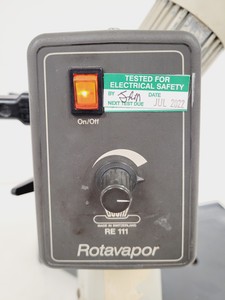 TESTED FOR
ELECTRICAL SAFETY
BY DATE
NEXT TEST DUE JUL 2022
On/Off
MADE IN SWITZERLAND
RE 111
Rotavapor